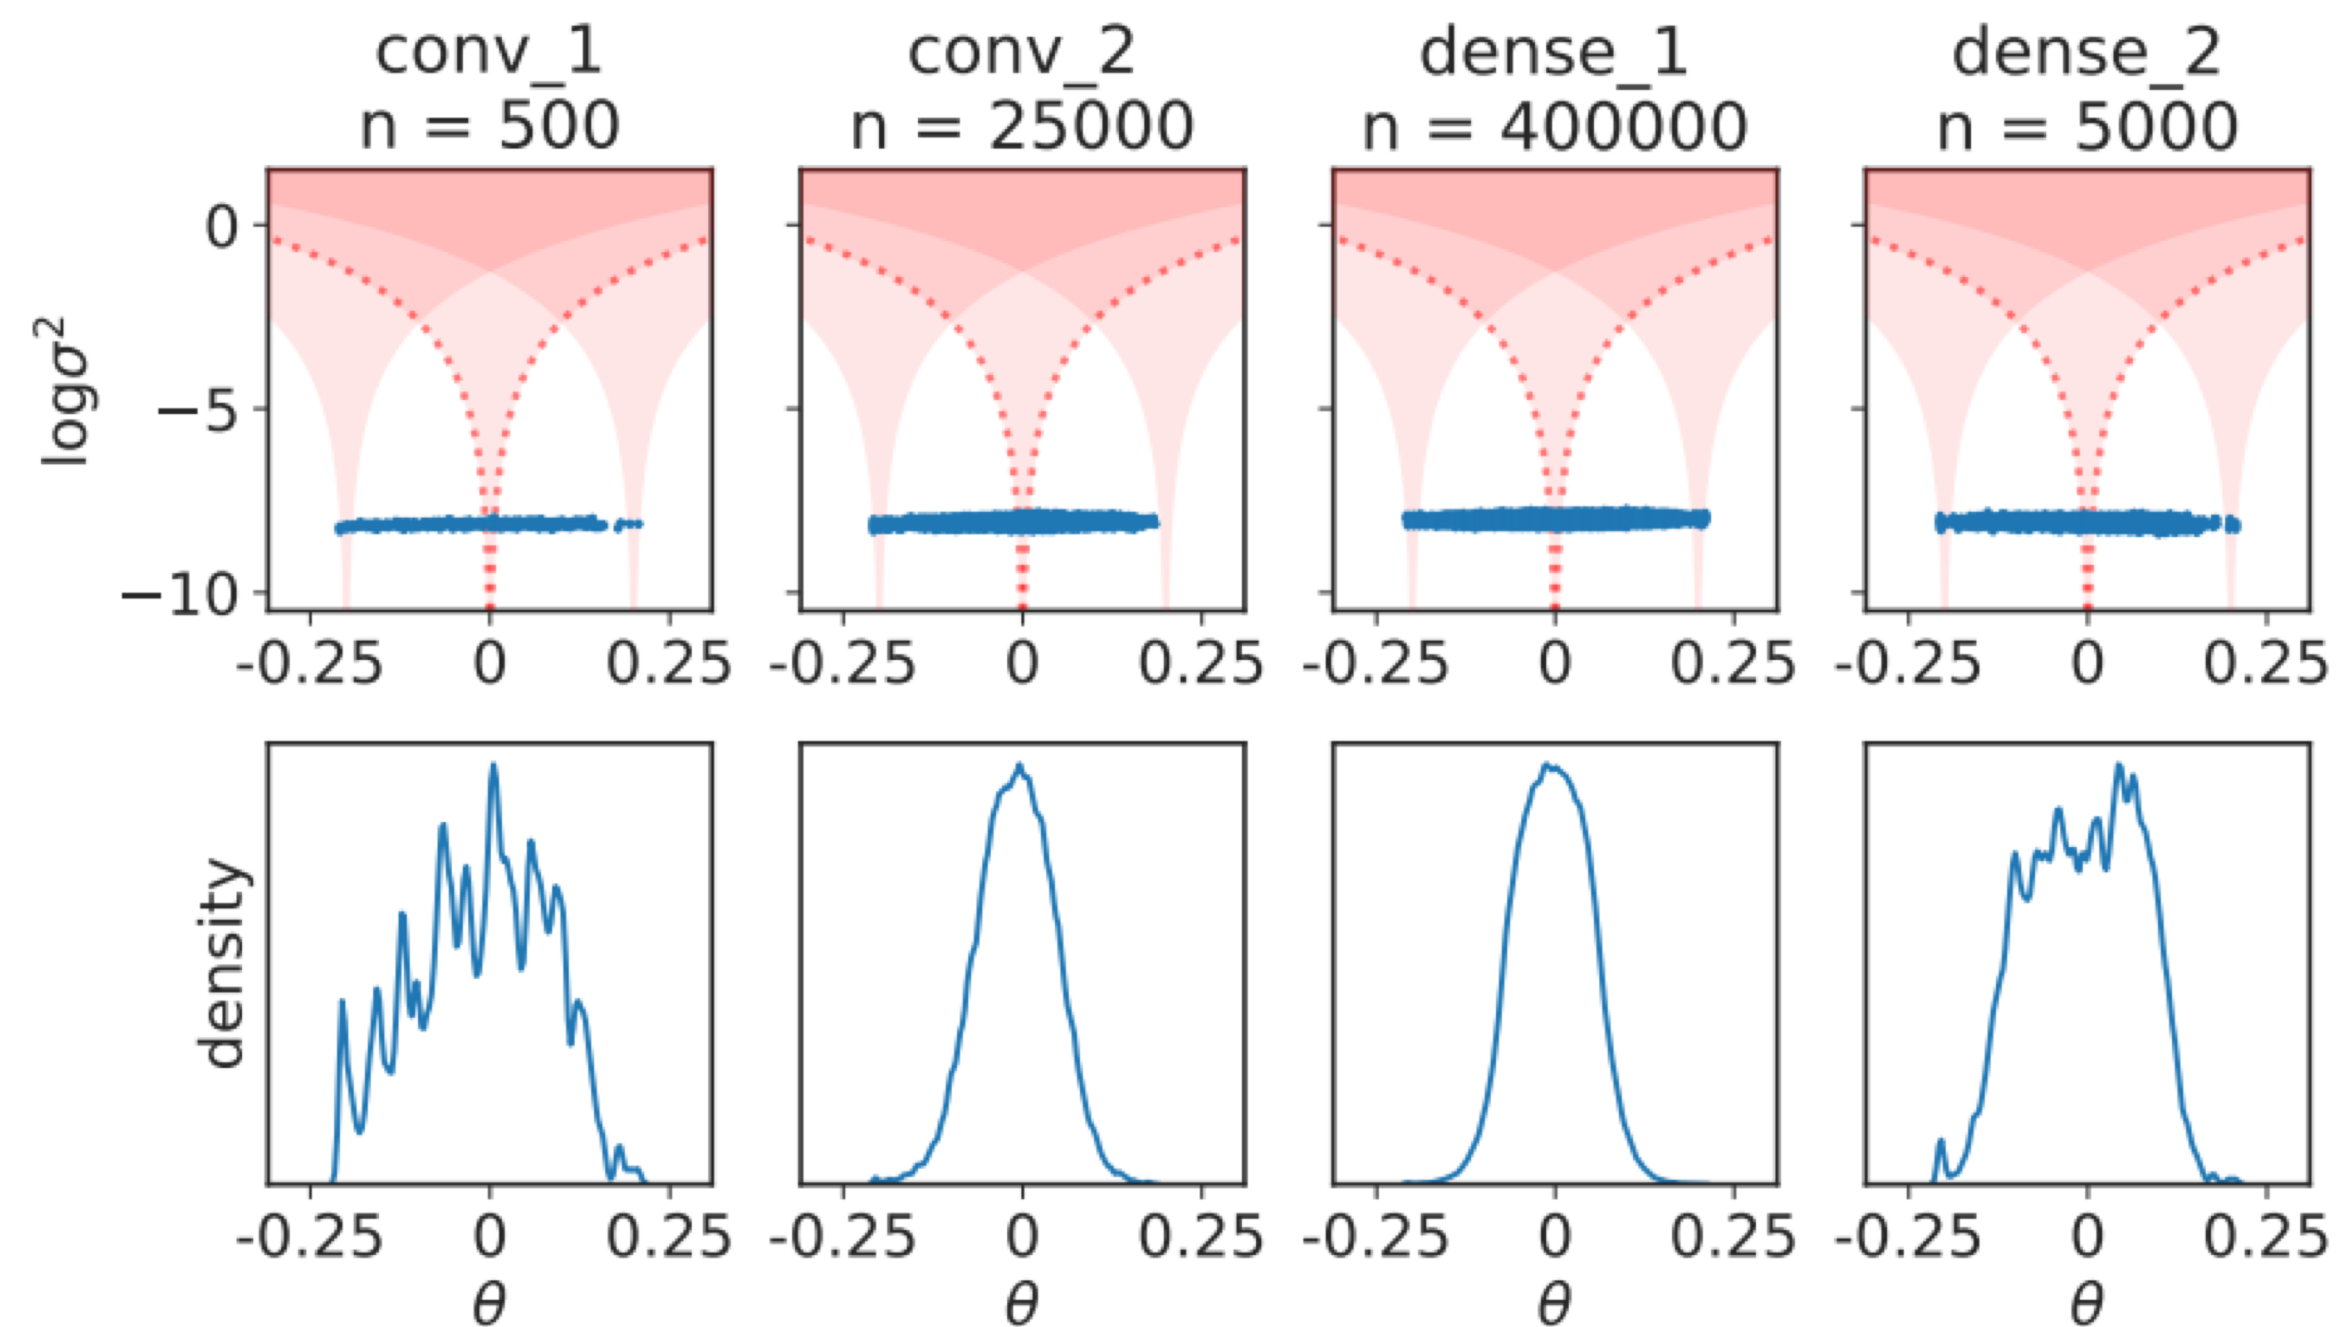 conv_1 conv_2 dense_1 dense_2
n = 500 n = 25000 n = 400000 n = 5000
0
logσ²
−5
−10
-0.25 0 0.25 -0.25 0 0.25 -0.25 0 0.25 -0.25 0 0.25
density
-0.25 0 0.25 -0.25 0 0.25 -0.25 0 0.25 -0.25 0 0.25
θ θ θ θ